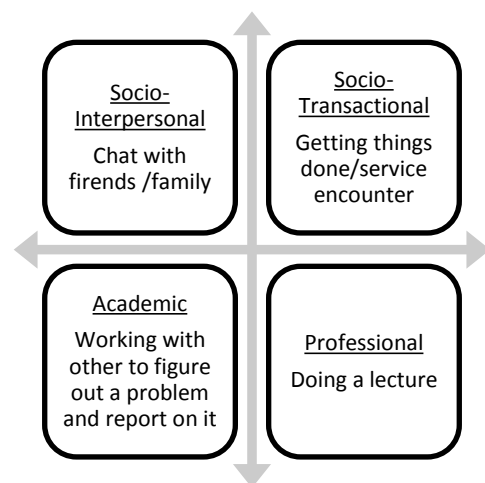 Socio-
Interpersonal
Chat with
firends /family
Socio-
Transactional
Getting things
done/service
encounter
Academic
Working with
other to figure
out a problem
and report on it
Professional
Doing a lecture